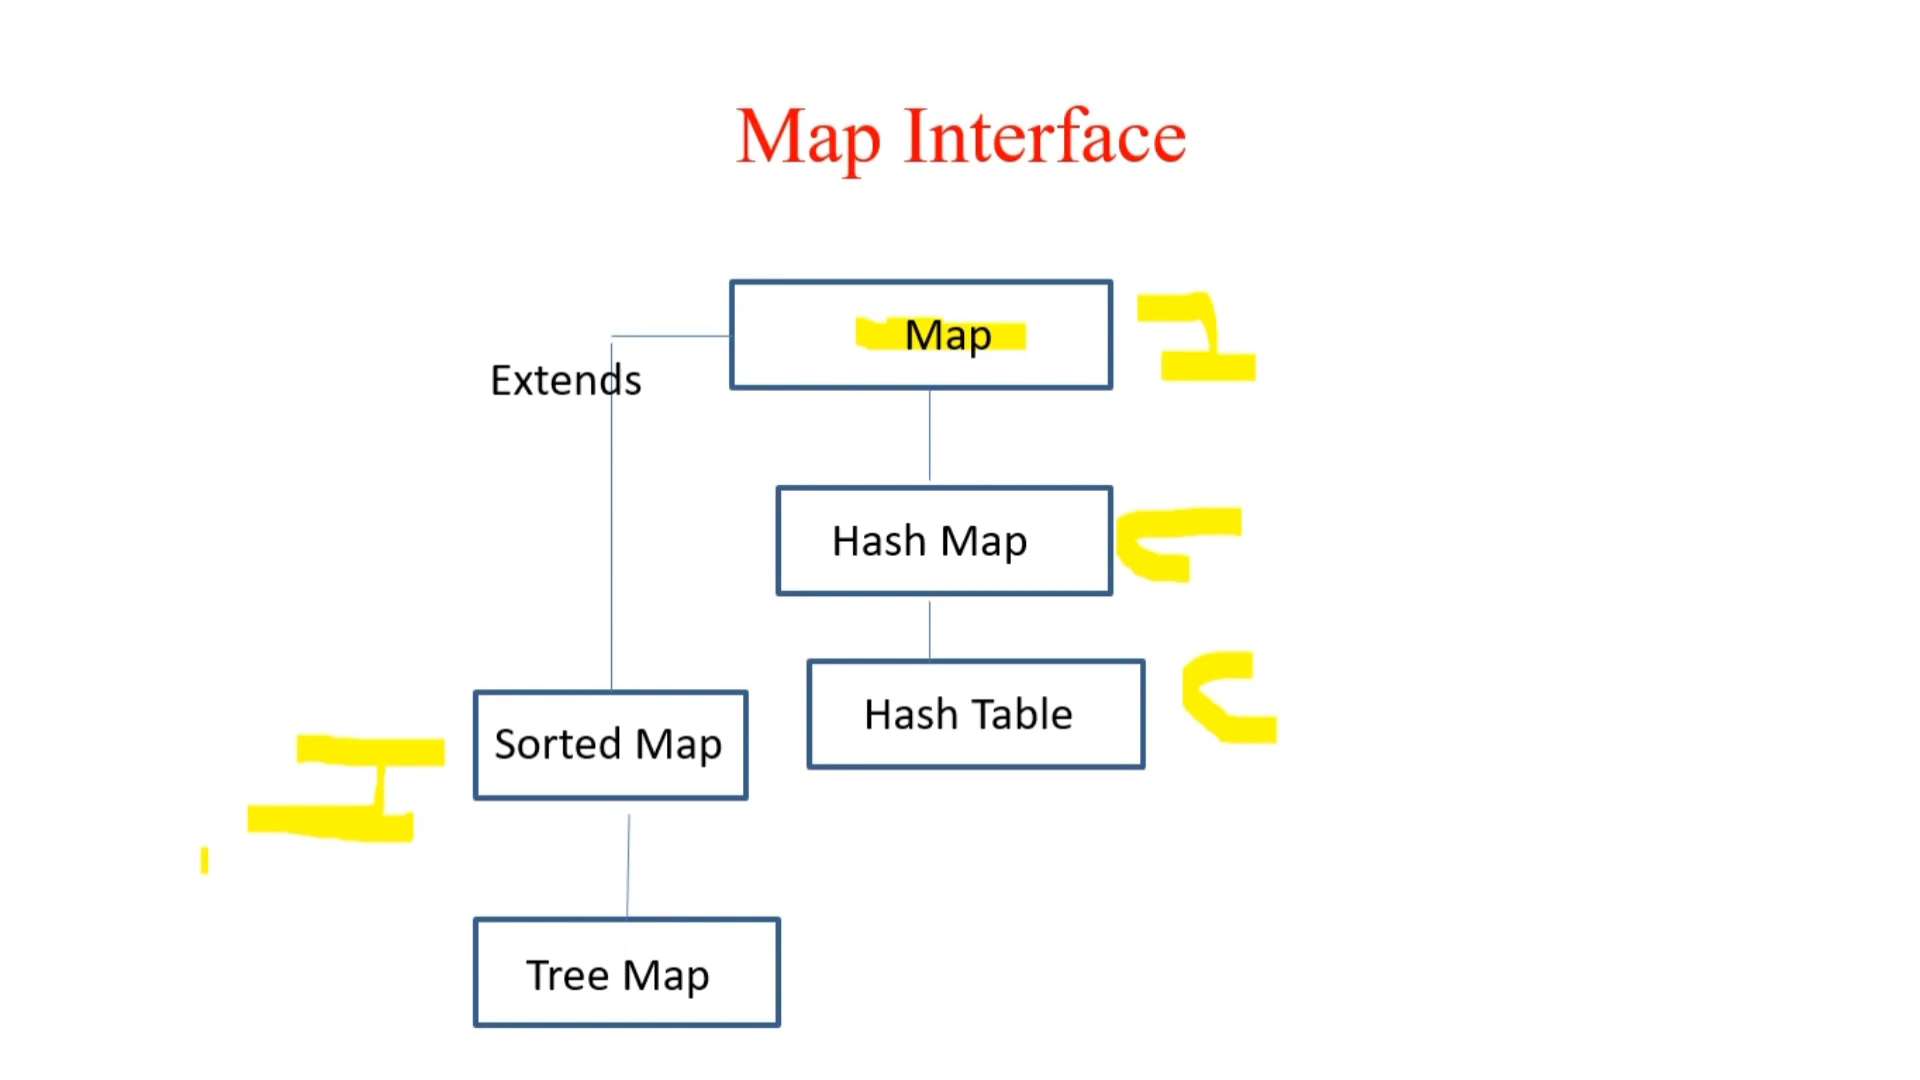 Map Interface
Map
I
Extends
Hash Map
C
Hash Table
C
Sorted Map
I
Tree Map